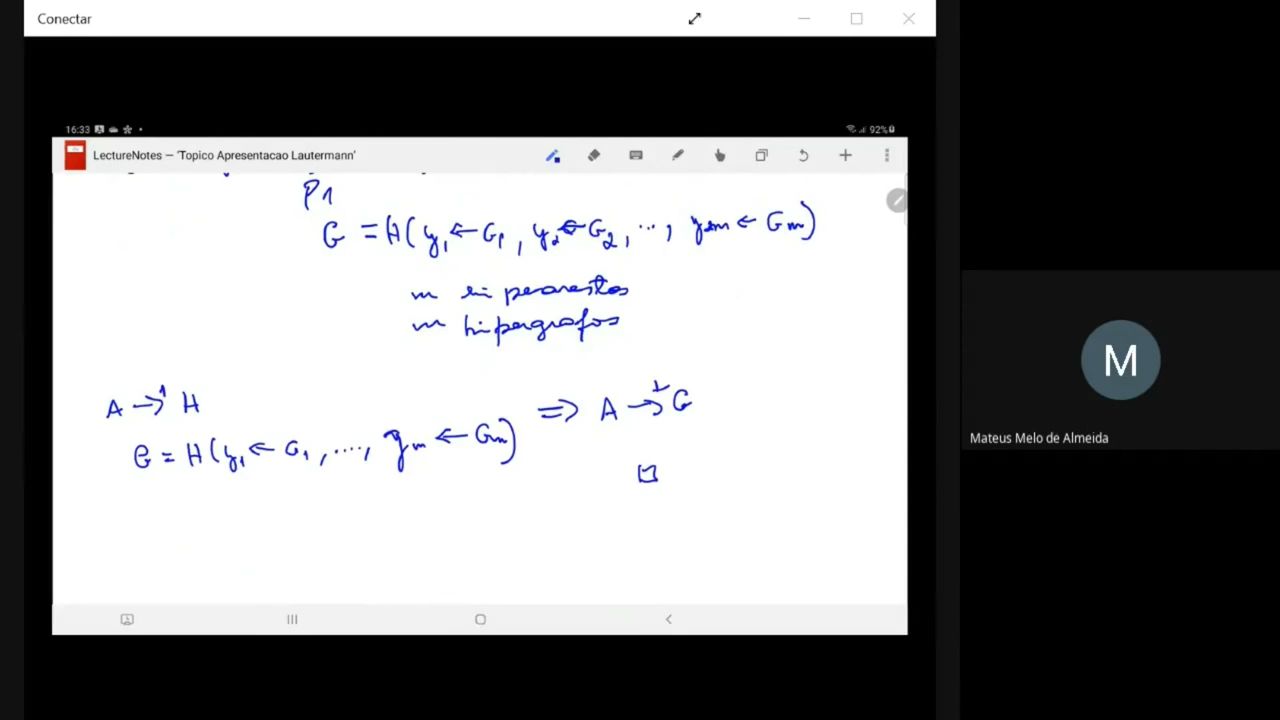 Conectar
16:33
92%
LectureNotes – 'Topico Apresentacao Lautermann'
P1
G = H(y₁ ← G₁, y₂ ← G₂, ..., ym ← Gm)
m hiperarestas
m hipergrafos
A →¹ H ⇒ A →⁺ G
G = H(y₁ ← G₁, ...., ym ← Gm)
M
Mateus Melo de Almeida